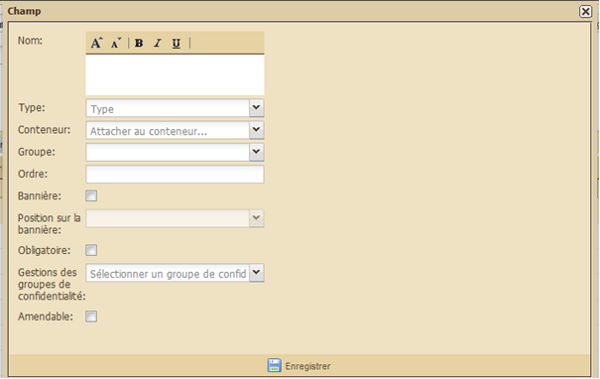 Champ
Nom:
A A B I U
Type: Type
Conteneur: Attacher au conteneur...
Groupe:
Ordre:
Bannière:
Position sur la
bannière:
Obligatoire:
Gestions des
groupes de
confidentialité:
Sélectionner un groupe de confid
Amendable:
Enregistrer